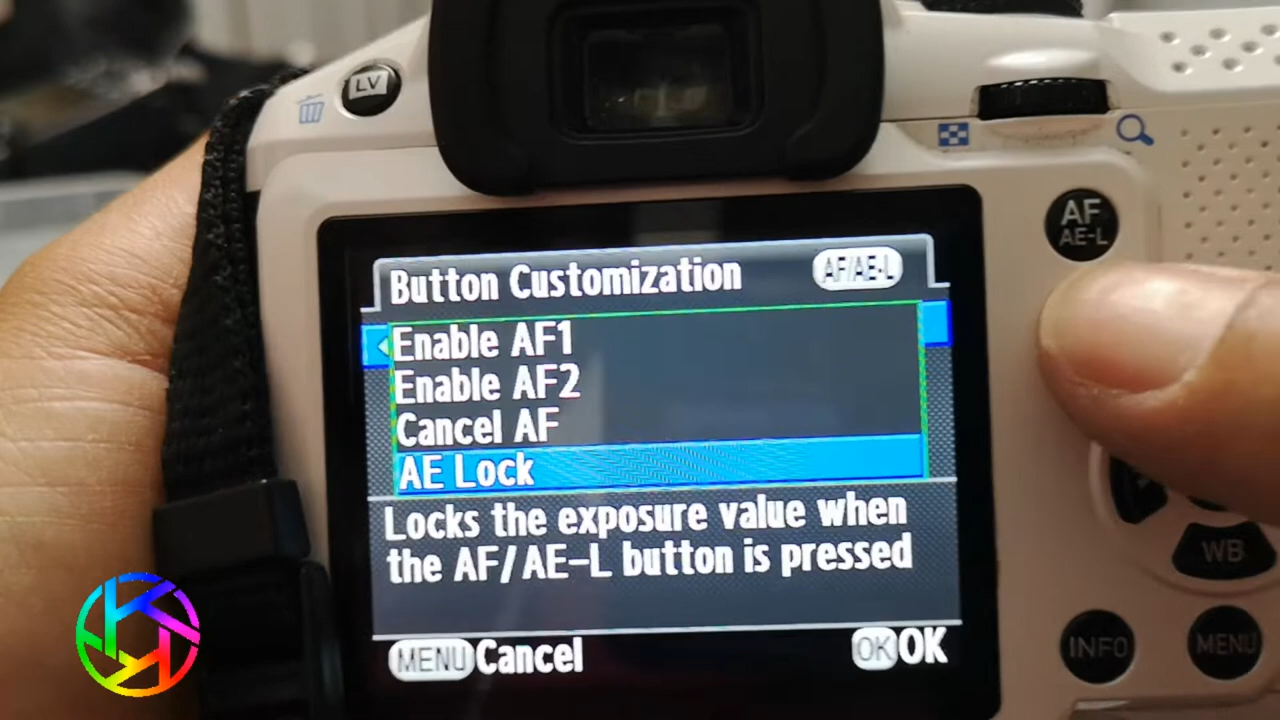 LV
AF
AE-L
Button Customization AF/AE-L
Enable AF1
Enable AF2
Cancel AF
AE Lock
Locks the exposure value when
the AF/AE-L button is pressed
MENU Cancel OK OK
WB
INFO MENU